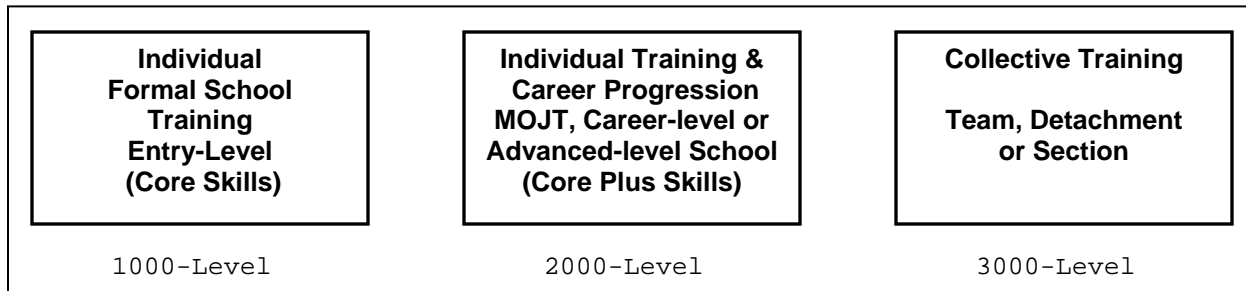 Individual
Formal School
Training
Entry-Level
(Core Skills)
1000-Level
Individual Training &
Career Progression
MOJT, Career-level or
Advanced-level School
(Core Plus Skills)
2000-Level
Collective Training
Team, Detachment
or Section
3000-Level